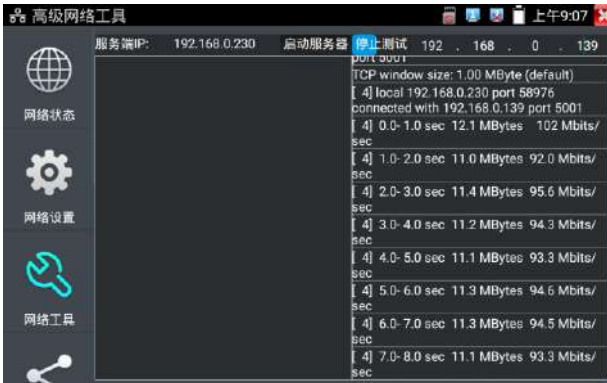 高级网络工具 上午9:07
服务端IP: 192.168.0.230 启动服务器 停止测试 192 . 168 . 0 . 139
网络状态
网络设置
网络工具
port 5001
TCP window size: 1.00 MByte (default)
[ 4] local 192.168.0.230 port 58976
connected with 192.168.0.139 port 5001
[ 4] 0.0- 1.0 sec 12.1 MBytes 102 Mbits/
sec
[ 4] 1.0- 2.0 sec 11.0 MBytes 92.0 Mbits/
sec
[ 4] 2.0- 3.0 sec 11.4 MBytes 95.6 Mbits/
sec
[ 4] 3.0- 4.0 sec 11.2 MBytes 94.3 Mbits/
sec
[ 4] 4.0- 5.0 sec 11.1 MBytes 93.3 Mbits/
sec
[ 4] 5.0- 6.0 sec 11.3 MBytes 94.6 Mbits/
sec
[ 4] 6.0- 7.0 sec 11.3 MBytes 94.5 Mbits/
sec
[ 4] 7.0- 8.0 sec 11.1 MBytes 93.3 Mbits/
sec